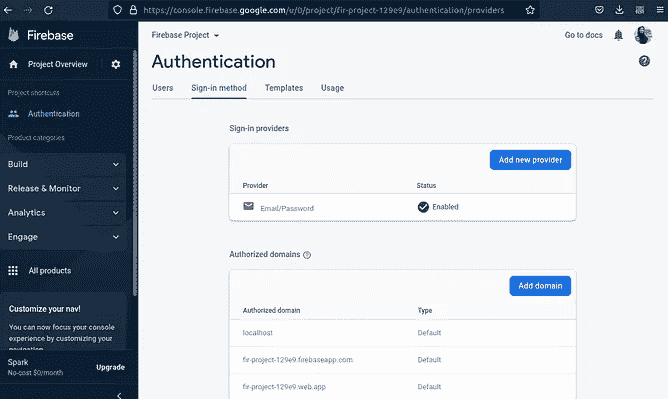 https://console.firebase.google.com/u/0/project/fir-project-129e9/authentication/providers
Firebase
Firebase Project
Go to docs
Project Overview
Authentication
Users Sign-in method Templates Usage
Project shortcuts
Authentication
Product categories
Build
Release & Monitor
Analytics
Engage
All products
Customize your nav!
You can now focus your console
experience by customizing your
navigation
Spark
No-cost $0/month
Upgrade
Sign-in providers
Add new provider
Provider Status
Email/Password Enabled
Authorized domains
Add domain
Authorized domain Type
localhost Default
fir-project-129e9.firebaseapp.com Default
fir-project-129e9.web.app Default